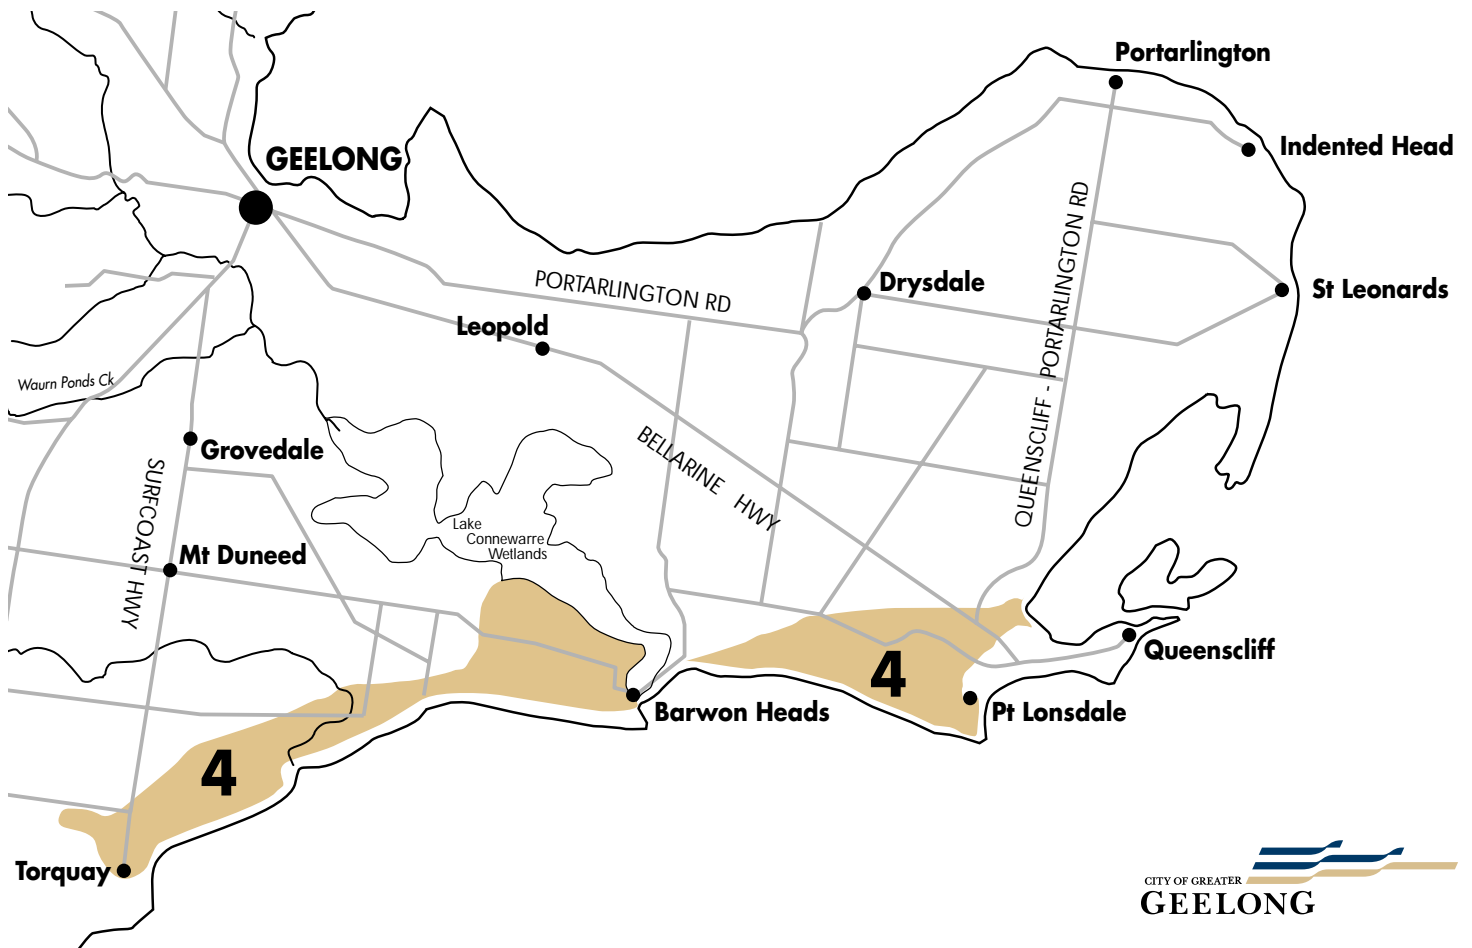 Portarlington
Indented Head
GEELONG
QUEENSCLIFF - PORTARLINGTON RD
PORTARLINGTON RD
Drysdale
St Leonards
Leopold
Waurn Ponds Ck
Grovedale
BELLARINE HWY
SURFCOAST HWY
Lake
Connewarre
Wetlands
Mt Duneed
Queenscliff
4
Barwon Heads
Pt Lonsdale
4
Torquay
CITY OF GREATER
GEELONG